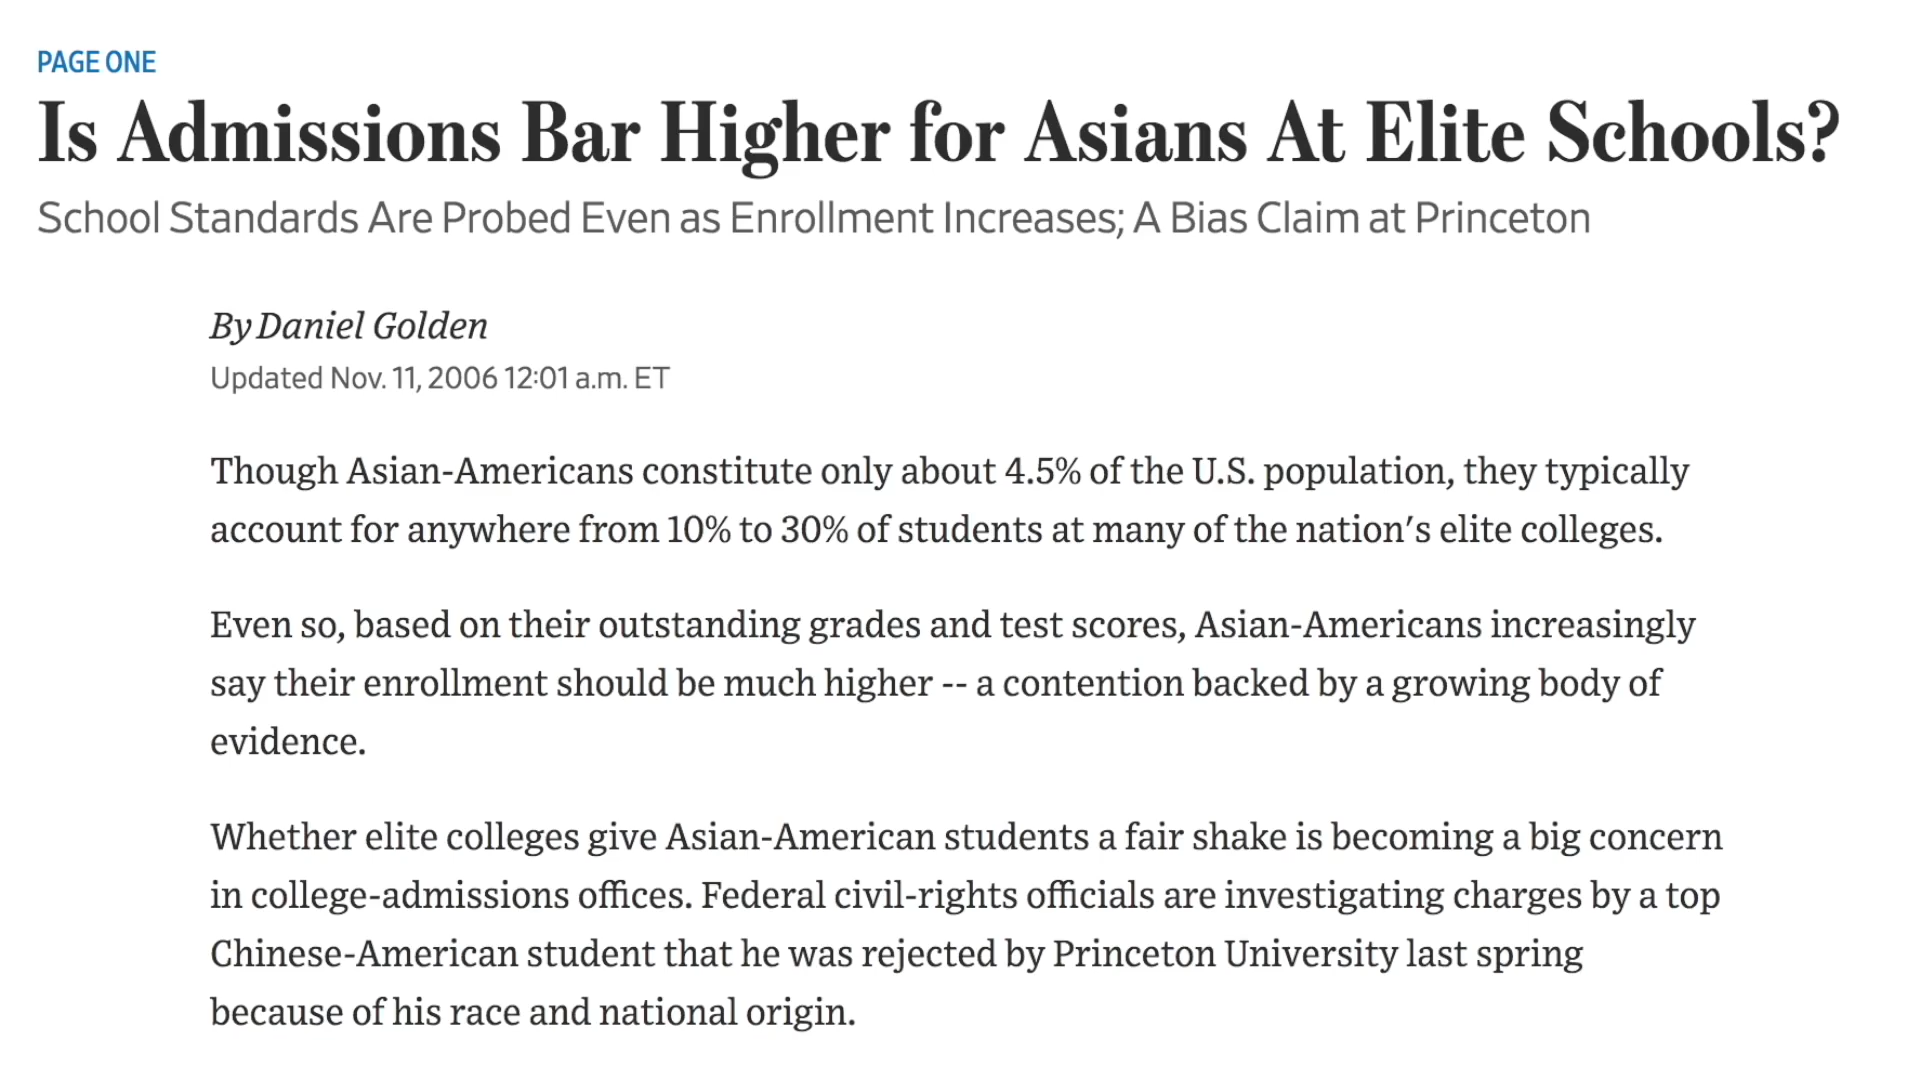 PAGE ONE
Is Admissions Bar Higher for Asians At Elite Schools?
School Standards Are Probed Even as Enrollment Increases; A Bias Claim at Princeton
By Daniel Golden
Updated Nov. 11, 2006 12:01 a.m. ET
Though Asian-Americans constitute only about 4.5% of the U.S. population, they typically
account for anywhere from 10% to 30% of students at many of the nation's elite colleges.
Even so, based on their outstanding grades and test scores, Asian-Americans increasingly
say their enrollment should be much higher -- a contention backed by a growing body of
evidence.
Whether elite colleges give Asian-American students a fair shake is becoming a big concern
in college-admissions offices. Federal civil-rights officials are investigating charges by a top
Chinese-American student that he was rejected by Princeton University last spring
because of his race and national origin.